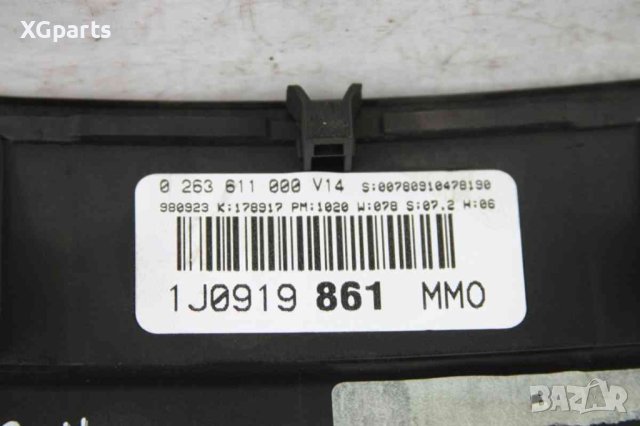 XGparts
0 263 611 000 V14 S:00780910478190
980923 K:178917 PM:1020 W:078 S:07.2 H:06
1J0919 861 MMO
BAZAR
bg